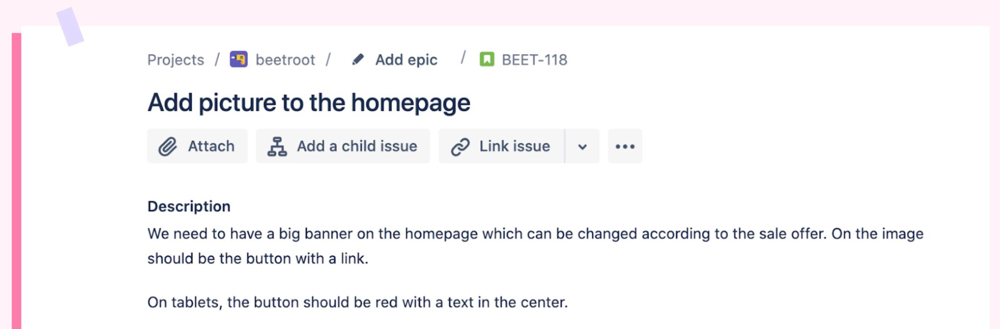 Projects / beetroot / Add epic / BEET-118
Add picture to the homepage
Attach Add a child issue Link issue
Description
We need to have a big banner on the homepage which can be changed according to the sale offer. On the image
should be the button with a link.
On tablets, the button should be red with a text in the center.